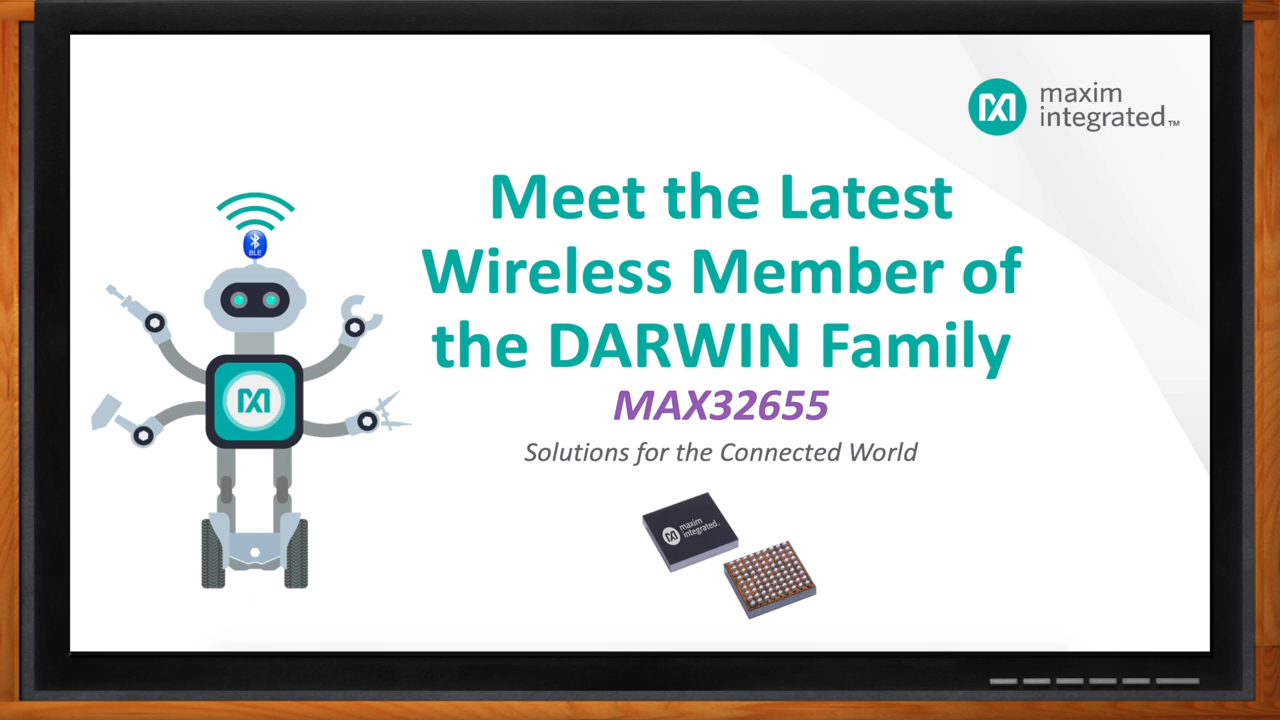 maxim
integrated™
Meet the Latest
Wireless Member of
the DARWIN Family
MAX32655
Solutions for the Connected World
BLE
maxim
integrated.